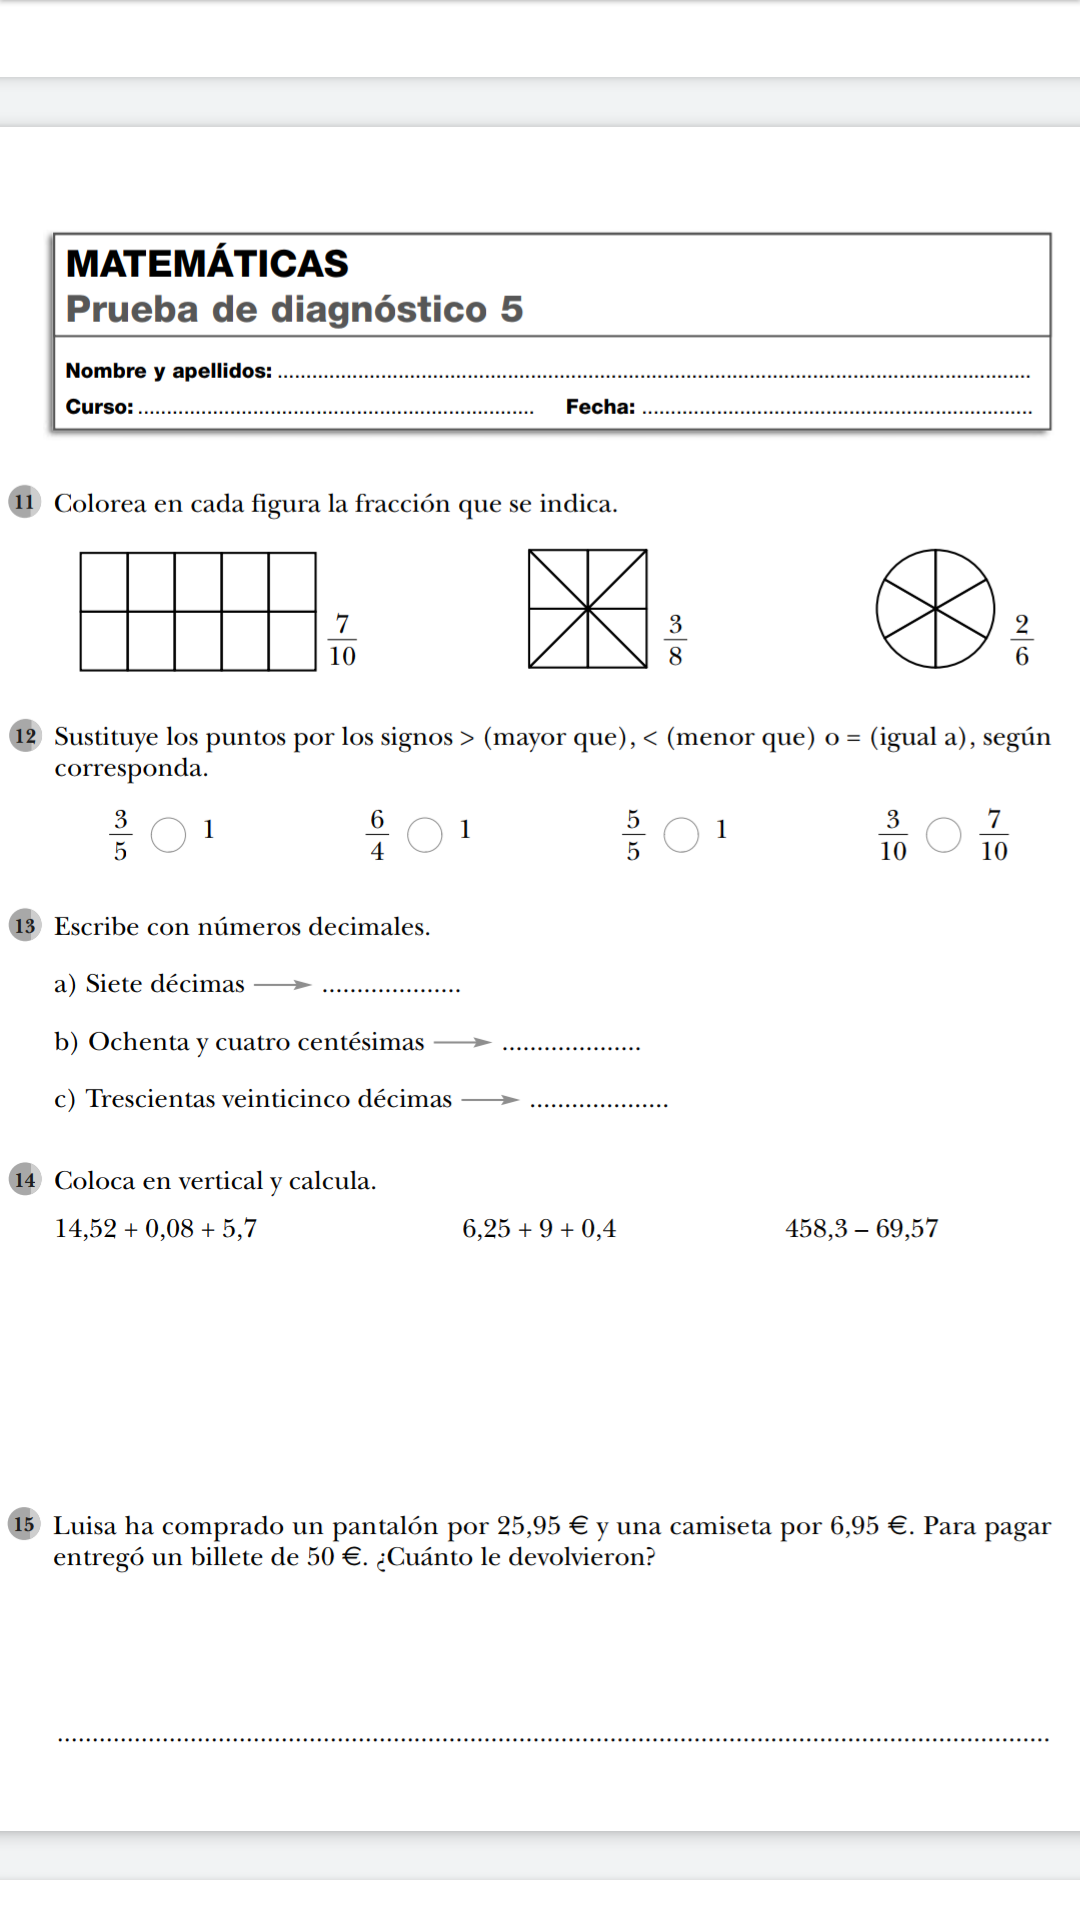 MATEMÁTICAS
Prueba de diagnóstico 5
Nombre y apellidos: ..........
Curso: .......... Fecha: ..........
11 Colorea en cada figura la fracción que se indica.
7/10 3/8 2/6
12 Sustituye los puntos por los signos > (mayor que), < (menor que) o = (igual a), según
corresponda.
3/5 ◯ 1 6/4 ◯ 1 5/5 ◯ 1 3/10 ◯ 7/10
13 Escribe con números decimales.
a) Siete décimas → ....................
b) Ochenta y cuatro centésimas → ....................
c) Trescientas veinticinco décimas → ....................
14 Coloca en vertical y calcula.
14,52 + 0,08 + 5,7 6,25 + 9 + 0,4 458,3 – 69,57
15 Luisa ha comprado un pantalón por 25,95 € y una camiseta por 6,95 €. Para pagar
entregó un billete de 50 €. ¿Cuánto le devolvieron?
..........